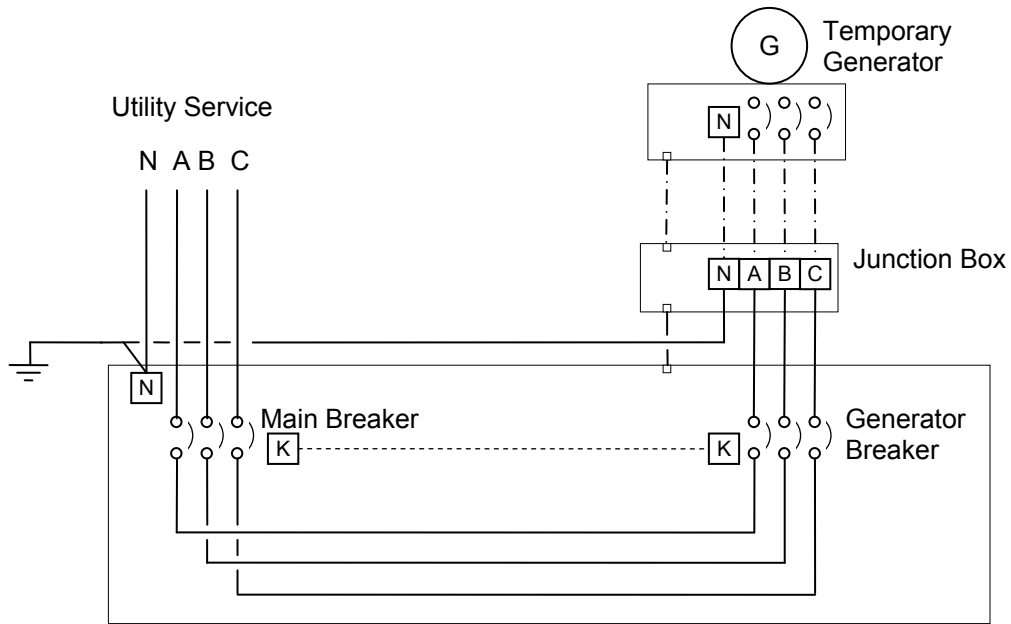 G
Temporary
Generator
N
Utility Service
N A B C
N A B C
Junction Box
N
Main Breaker
K
K
Generator
Breaker